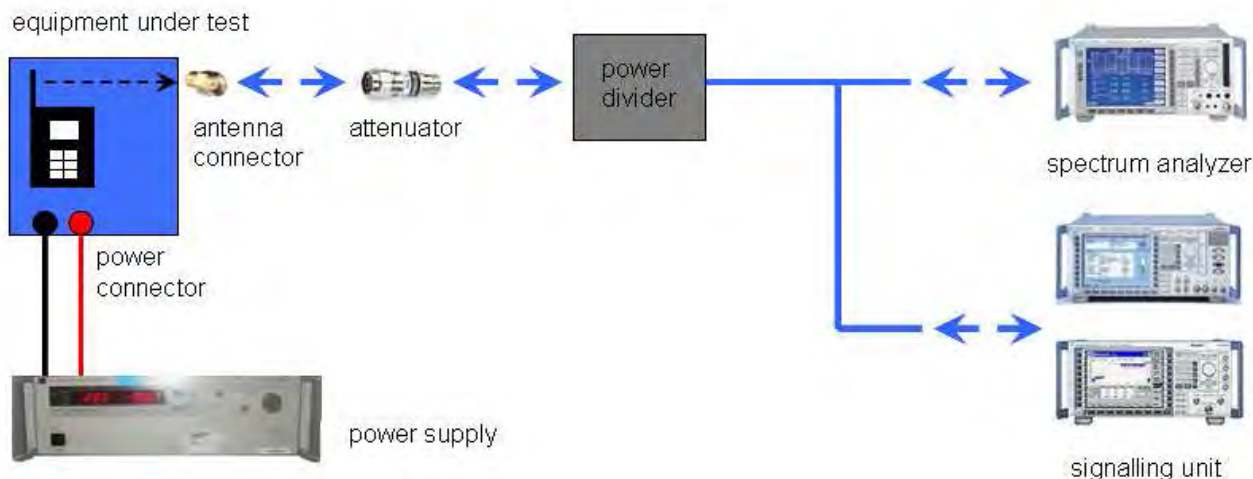 equipment under test
antenna
connector
attenuator
power
divider
spectrum analyzer
power
connector
power supply
signalling unit